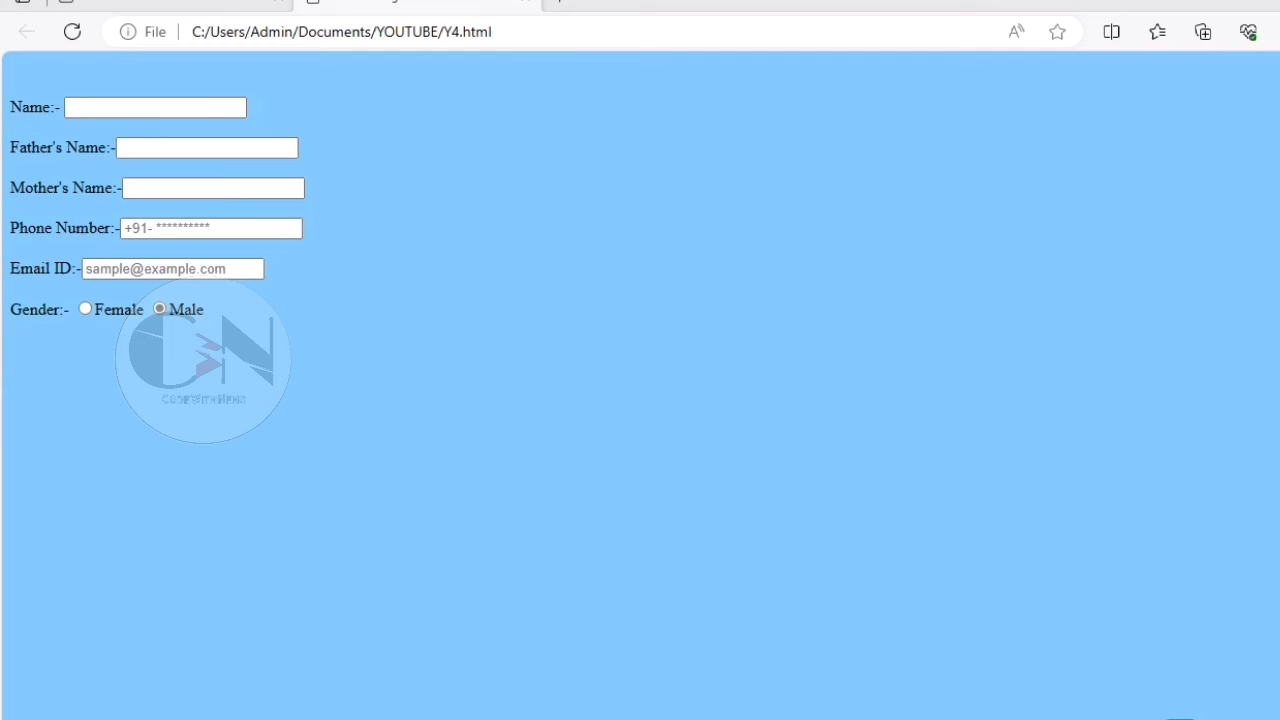 File C:/Users/Admin/Documents/YOUTUBE/Y4.html
Name:-
Father's Name:-
Mother's Name:-
Phone Number:- +91- **********
Email ID:- sample@example.com
Gender:- Female Male
CN